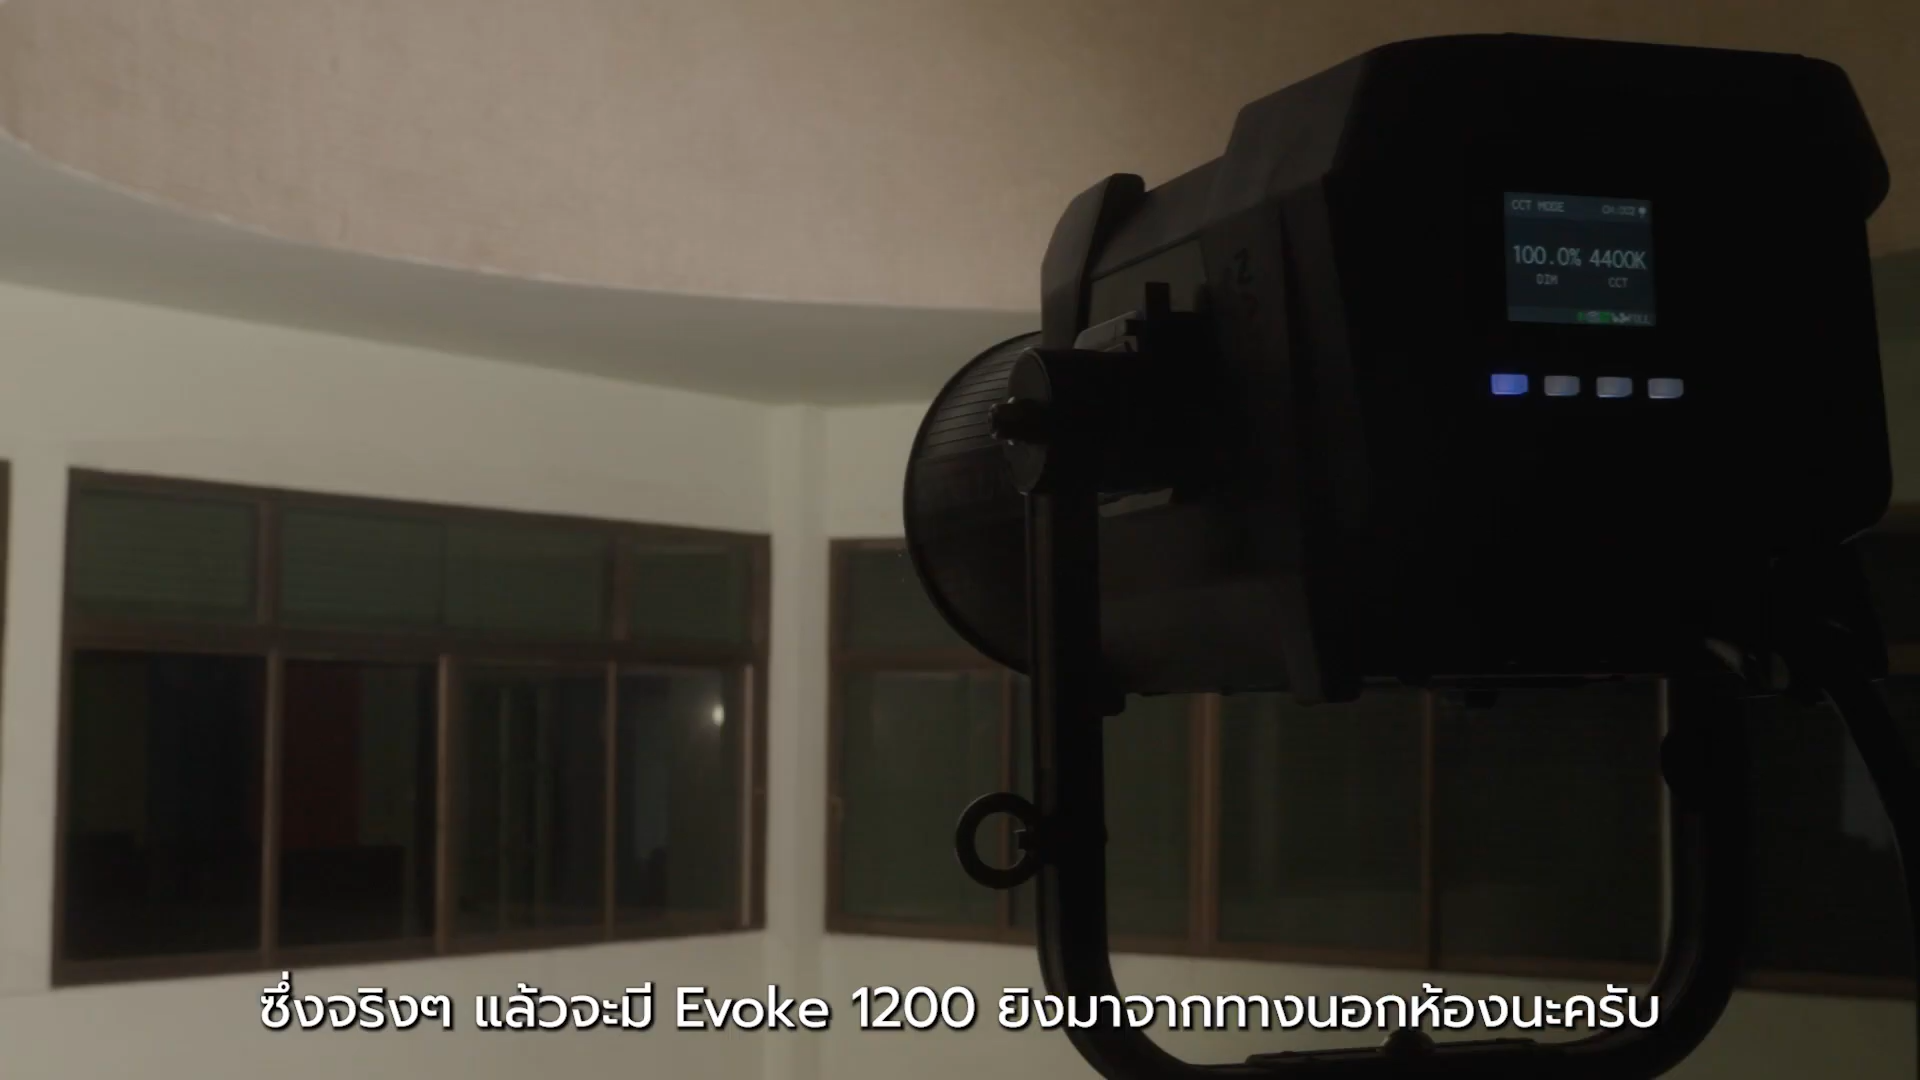 CCT MODE
CH:002
100.0% 4400K
DIM CCT
ซึ่งจริงๆ แล้วจะมี Evoke 1200 ยิงมาจากทางนอกห้องนะครับ